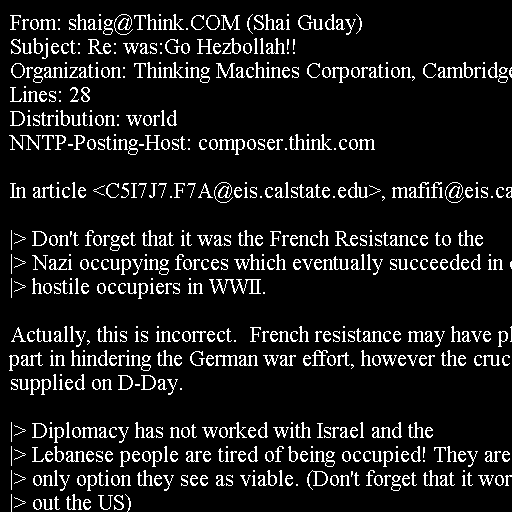 From: shaig@Think.COM (Shai Guday)
Subject: Re: was:Go Hezbollah!!
Organization: Thinking Machines Corporation, Cambridge
Lines: 28
Distribution: world
NNTP-Posting-Host: composer.think.com
In article <C5I7J7.F7A@eis.calstate.edu>, mafifi@eis.ca
|> Don't forget that it was the French Resistance to the
|> Nazi occupying forces which eventually succeeded in
|> hostile occupiers in WWII.
Actually, this is incorrect.  French resistance may have pl
part in hindering the German war effort, however the cruc
supplied on D-Day.
|> Diplomacy has not worked with Israel and the
|> Lebanese people are tired of being occupied! They are
|> only option they see as viable. (Don't forget that it wor
|> out the US)